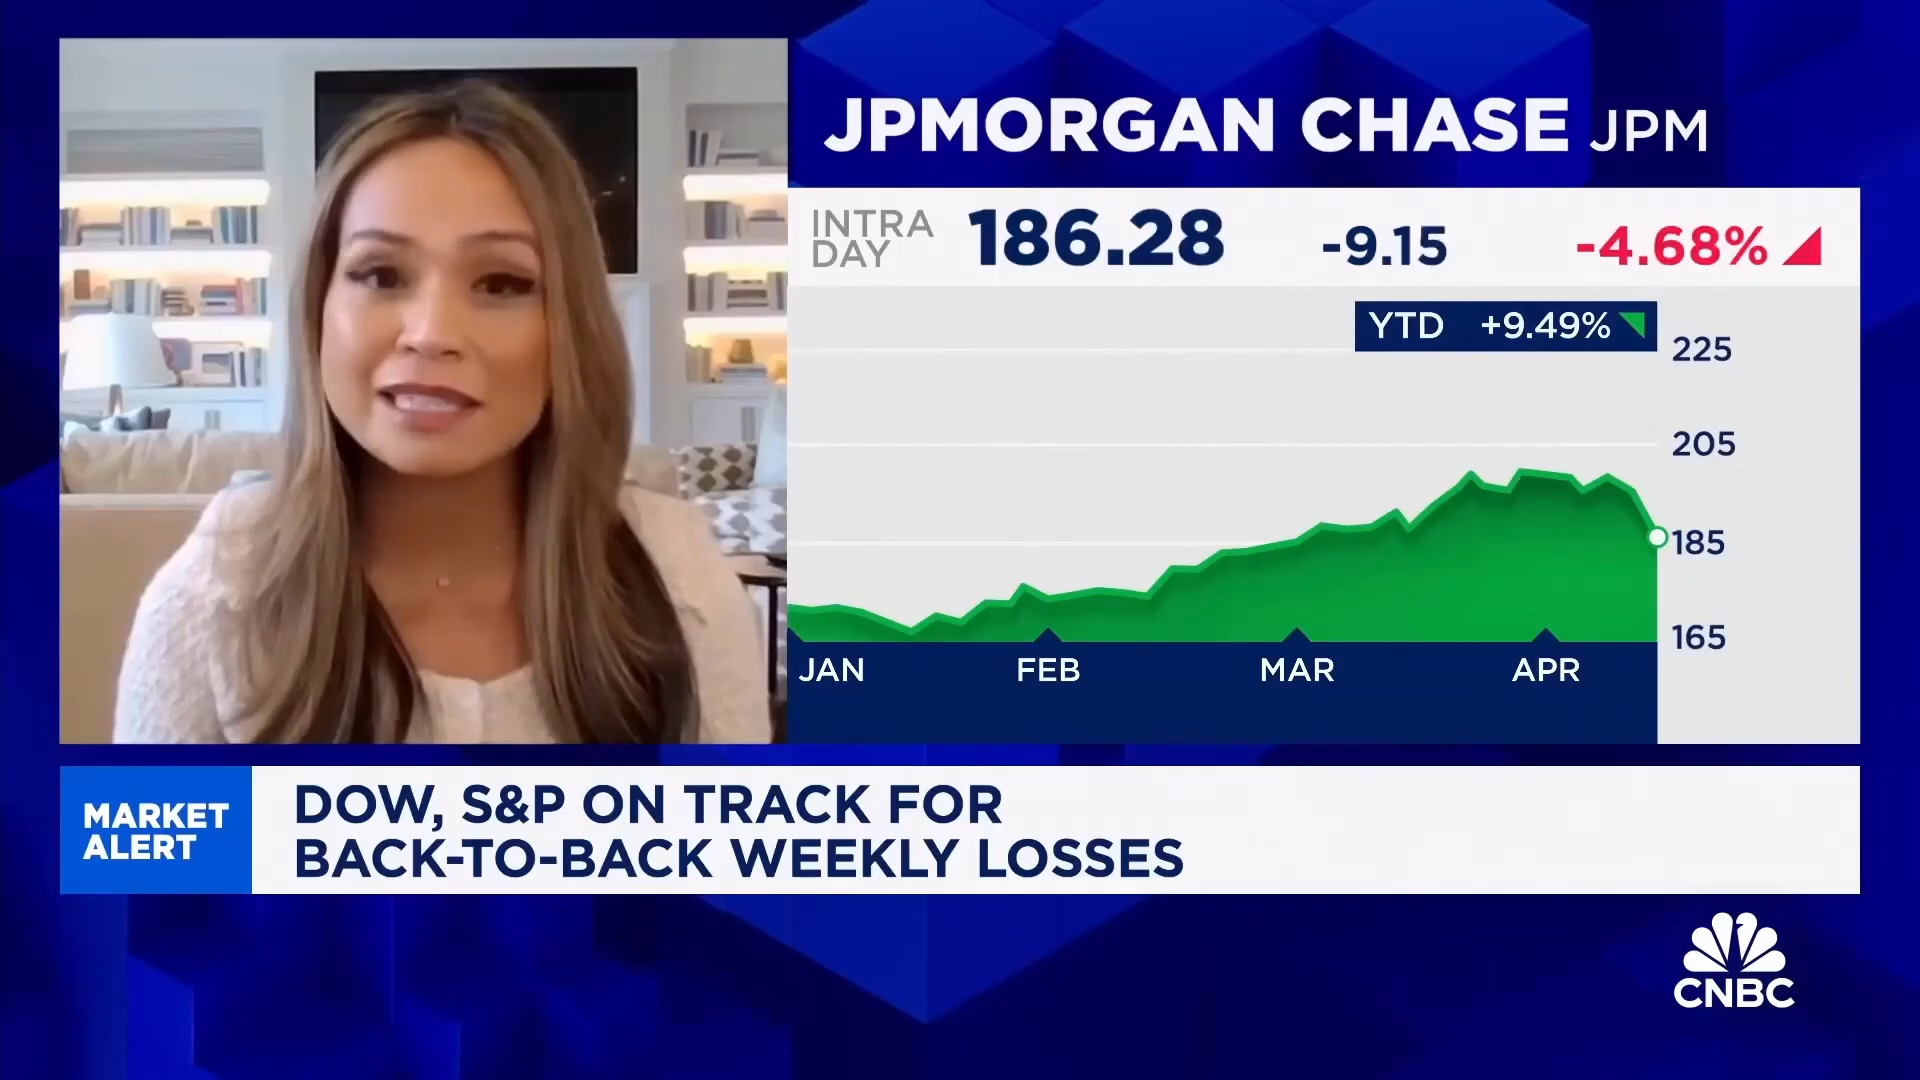 JPMORGAN CHASE JPM
INTRA
DAY
186.28 -9.15 -4.68%
YTD +9.49%
225
205
185
165
JAN FEB MAR APR
MARKET
ALERT
DOW, S&P ON TRACK FOR
BACK-TO-BACK WEEKLY LOSSES
CNBC